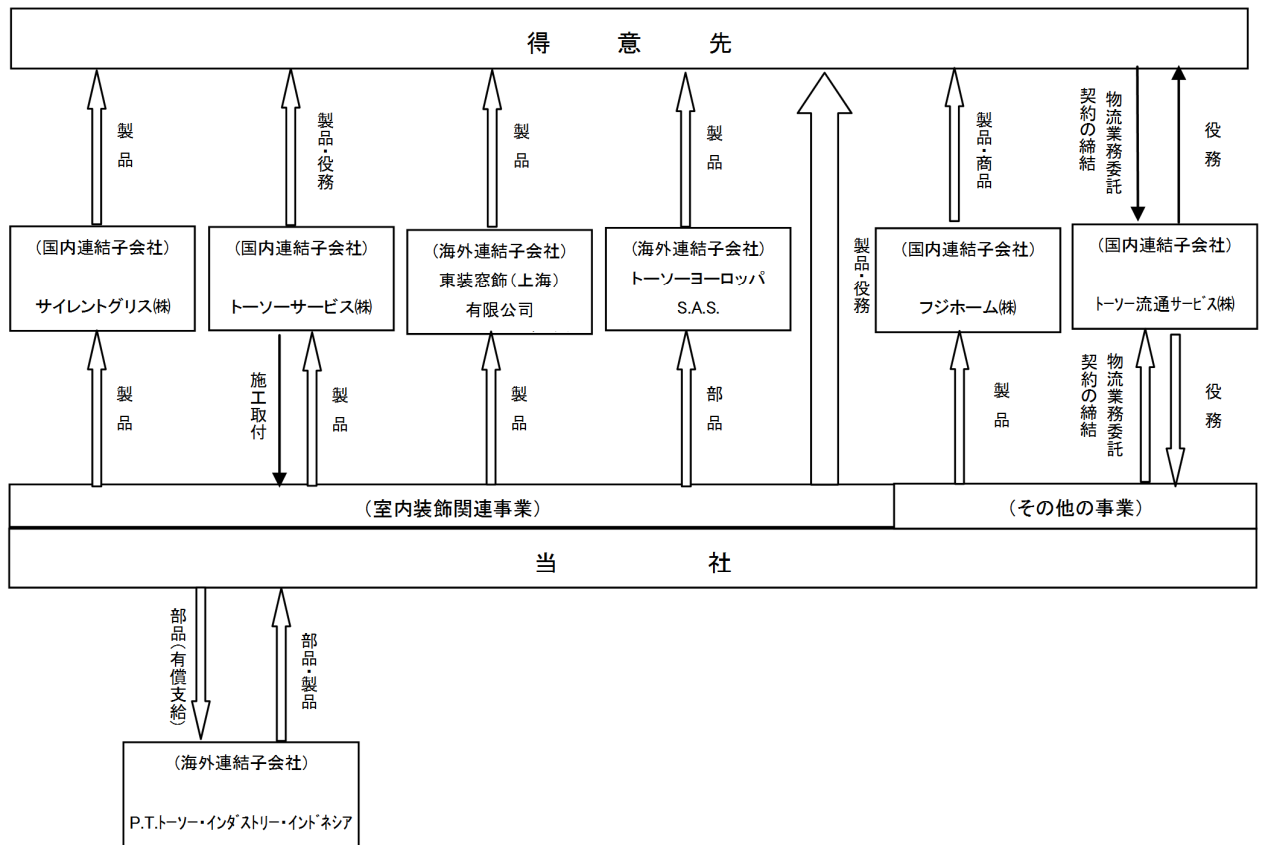 得意先
製品
製品・役務
製品
製品
製品・役務
製品・商品
物流業務委託
契約の締結
役務
(国内連結子会社)
サイレントグリス㈱
(国内連結子会社)
トーソーサービス㈱
(海外連結子会社)
東装窓飾(上海)
有限公司
(海外連結子会社)
トーソーヨーロッパ
S.A.S.
(国内連結子会社)
フジホーム㈱
(国内連結子会社)
トーソー流通サービス㈱
製品
施工取付
製品
製品
部品
製品
物流業務委託
契約の締結
役務
(室内装飾関連事業)
(その他の事業)
当社
部品(有償支給)
部品・製品
(海外連結子会社)
P.T.トーソー・インダストリー・インドネシア